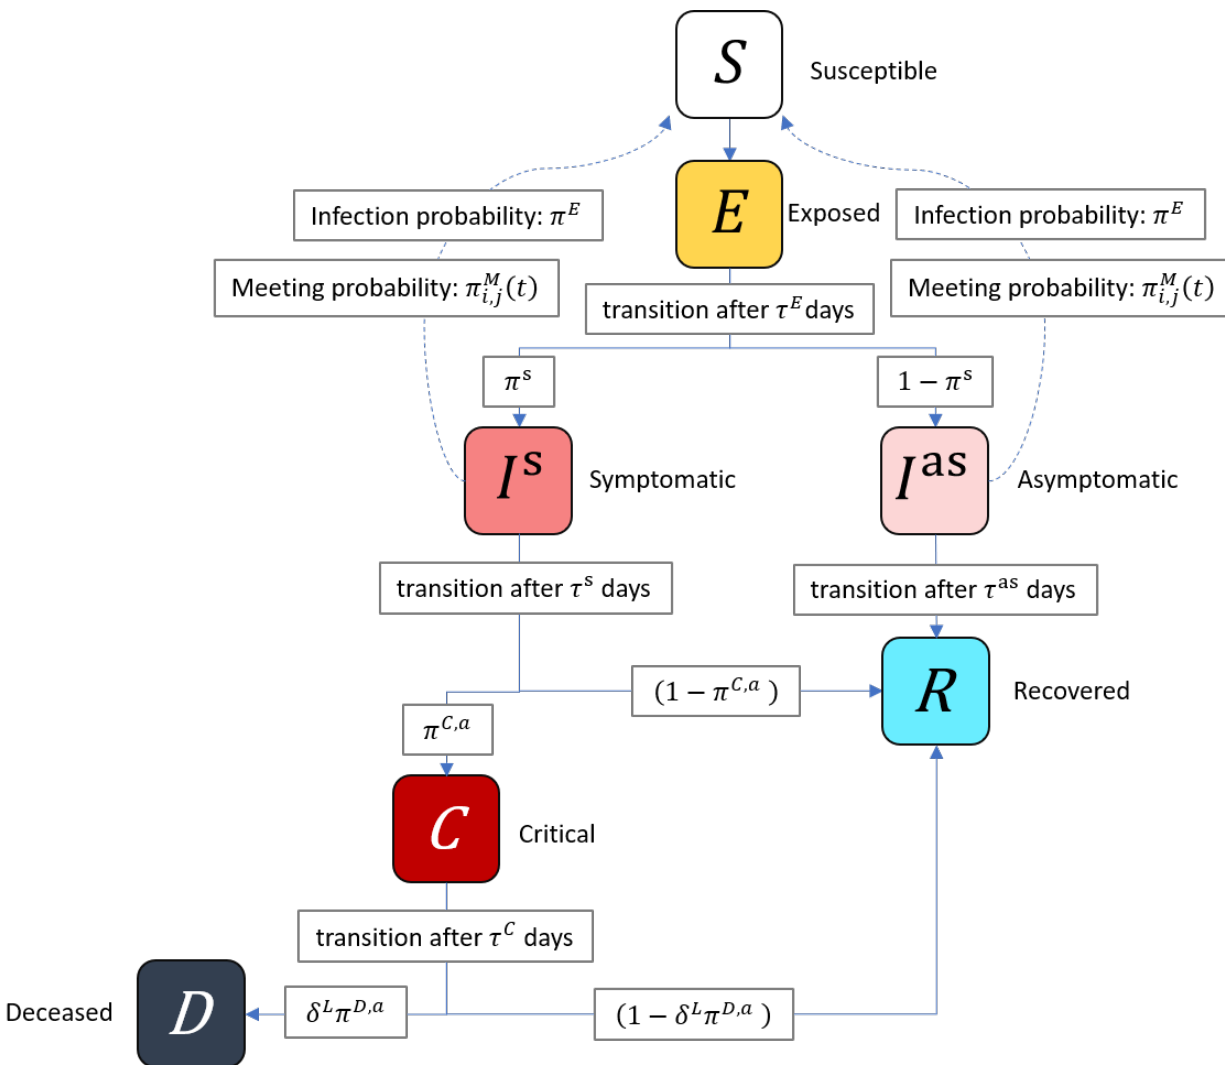 S
Susceptible
E
Exposed
Infection probability: π^E
Infection probability: π^E
Meeting probability: π^M_{i,j}(t)
Meeting probability: π^M_{i,j}(t)
transition after τ^E days
π^s
1 − π^s
I^s
Symptomatic
I^as
Asymptomatic
transition after τ^s days
transition after τ^as days
R
Recovered
(1 − π^{C,a} )
π^{C,a}
C
Critical
transition after τ^C days
Deceased
D
δ^L π^{D,a}
(1 − δ^L π^{D,a} )